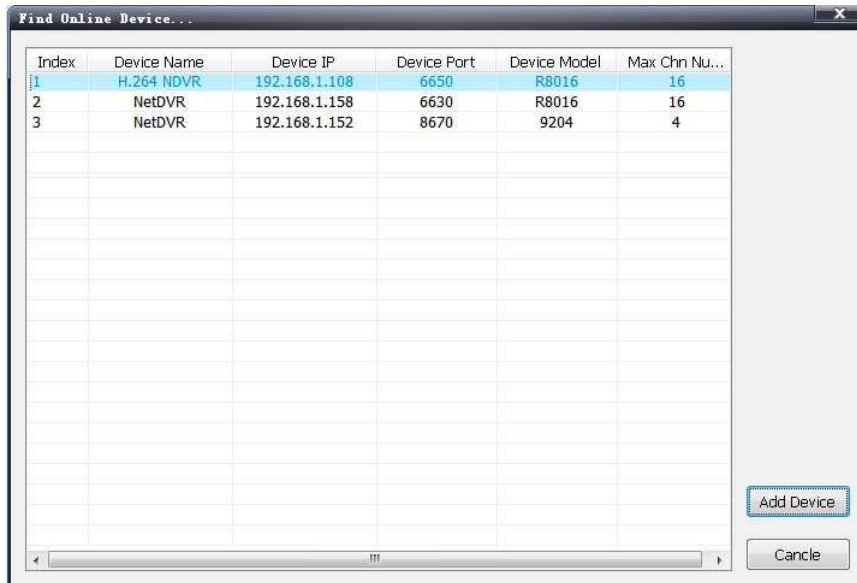 Find Online Device...
Index Device Name Device IP Device Port Device Model Max Chn Nu...
1 H.264 NDVR 192.168.1.108 6650 R8016 16
2 NetDVR 192.168.1.158 6630 R8016 16
3 NetDVR 192.168.1.152 8670 9204 4
Add Device
Cancle